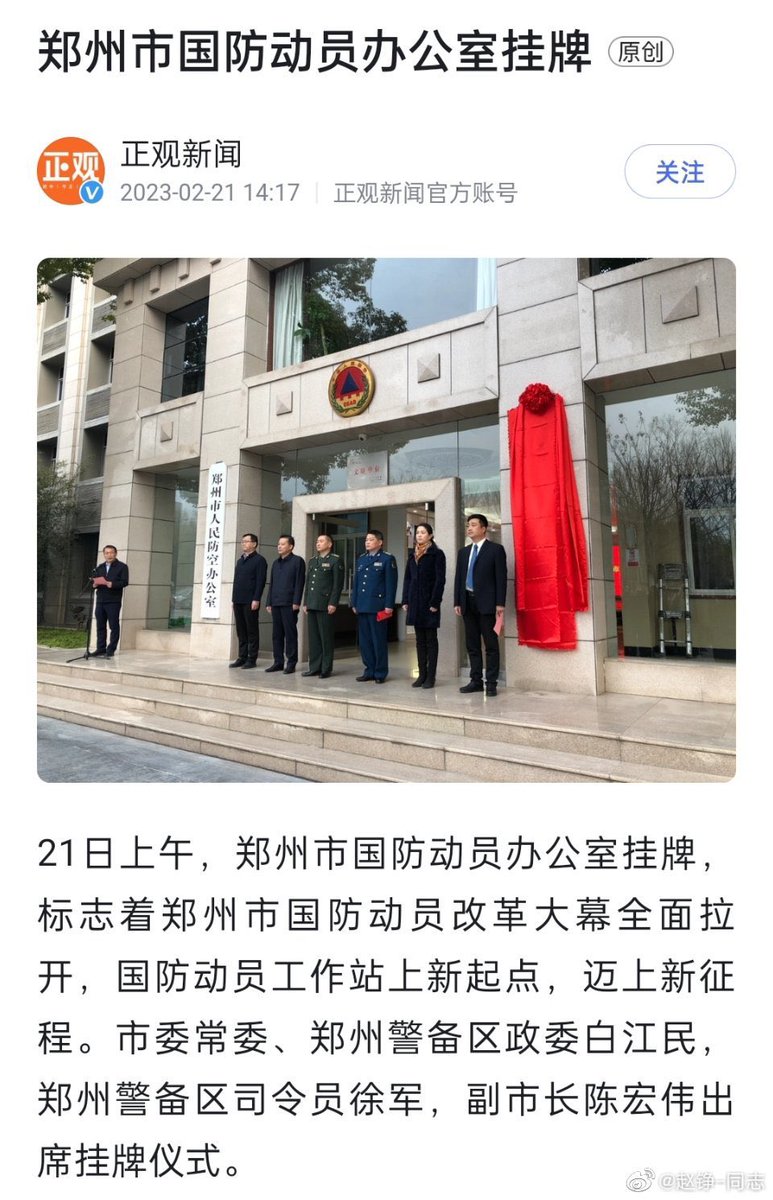 郑州市国防动员办公室挂牌 原创
正观
正观新闻
2023-02-21 14:17 | 正观新闻官方账号
关注
郑州市人民防空办公室
21日上午，郑州市国防动员办公室挂牌，
标志着郑州市国防动员改革大幕全面拉
开，国防动员工作站上新起点，迈上新征
程。市委常委、郑州警备区政委白江民，
郑州警备区司令员徐军，副市长陈宏伟出
席挂牌仪式。
@赵铮-同志